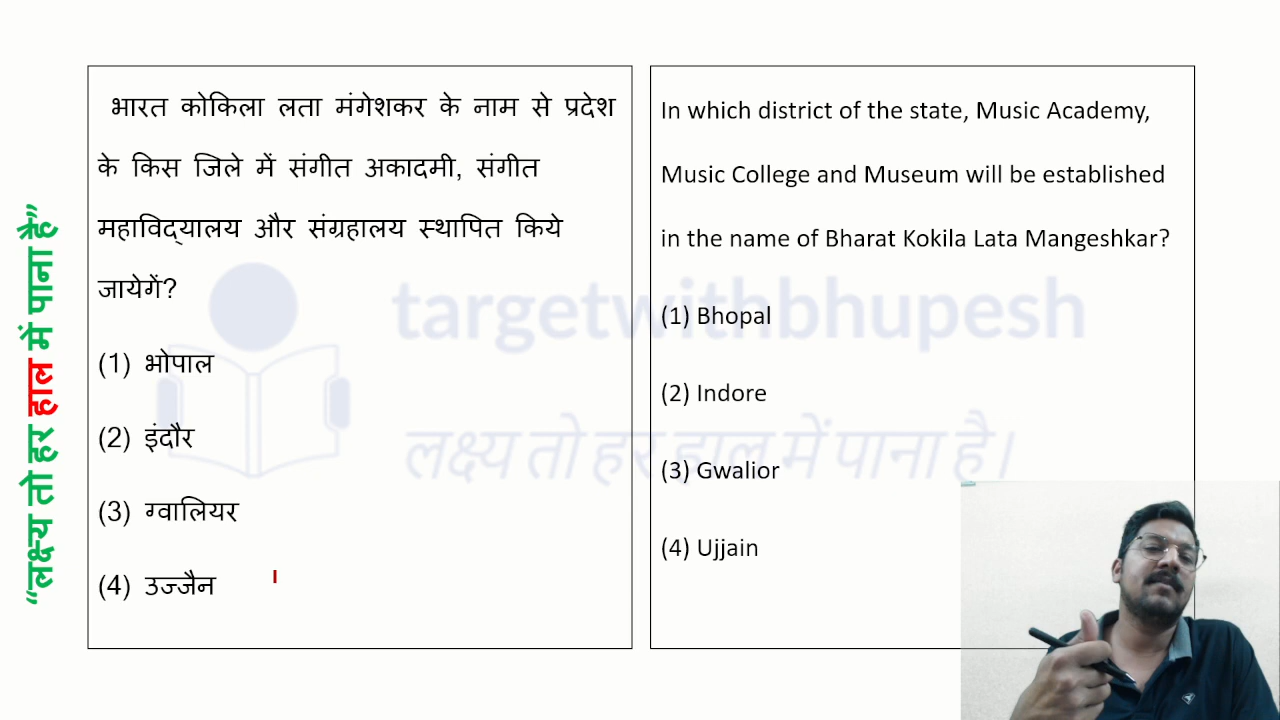 “लक्ष्य तो हर हाल में पाना है”
भारत कोकिला लता मंगेशकर के नाम से प्रदेश
के किस जिले में संगीत अकादमी, संगीत
महाविद्यालय और संग्रहालय स्थापित किये
जायेगें?
(1) भोपाल
(2) इंदौर
(3) ग्वालियर
(4) उज्जैन
In which district of the state, Music Academy,
Music College and Museum will be established
in the name of Bharat Kokila Lata Mangeshkar?
(1) Bhopal
(2) Indore
(3) Gwalior
(4) Ujjain
targetwithbhupesh
लक्ष्य तो हर हाल में पाना है।